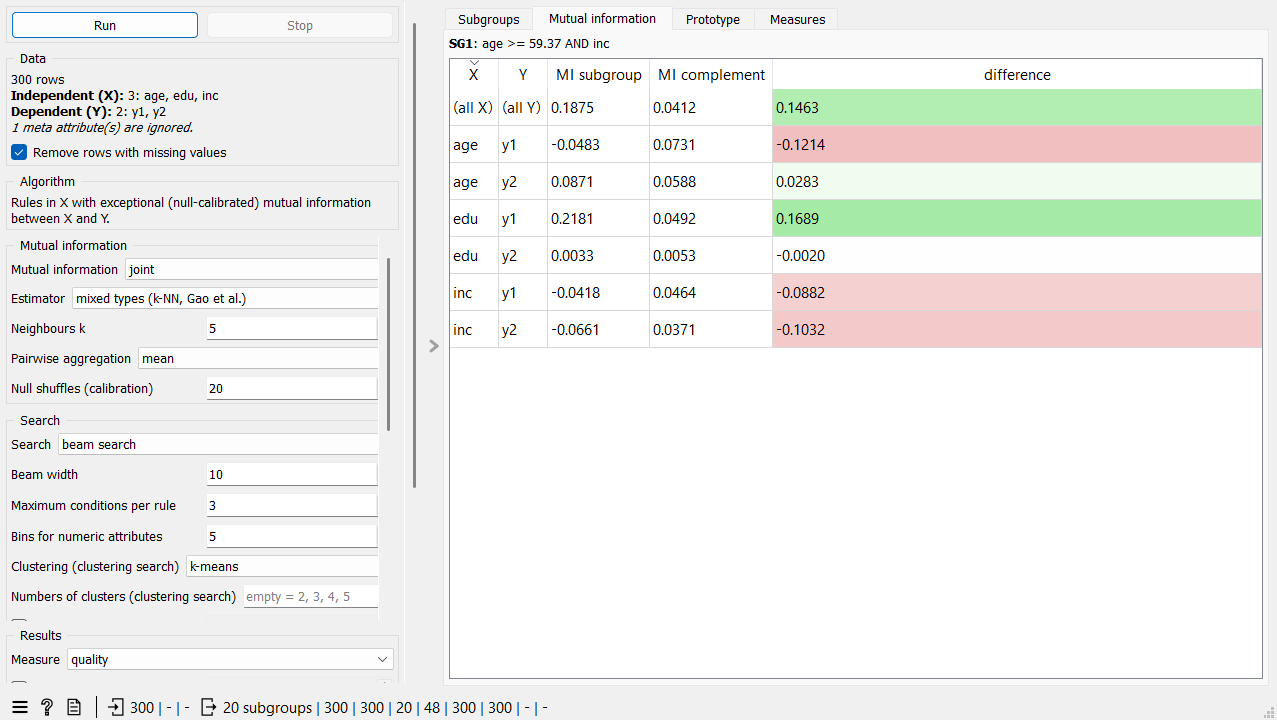 Run
Stop
Data
300 rows
Independent (X): 3: age, edu, inc
Dependent (Y): 2: y1, y2
1 meta attribute(s) are ignored.
Remove rows with missing values
Algorithm
Rules in X with exceptional (null-calibrated) mutual information
between X and Y.
Mutual information
Mutual information joint
Estimator mixed types (k-NN, Gao et al.)
Neighbours k 5
Pairwise aggregation mean
Null shuffles (calibration) 20
Search
Search beam search
Beam width 10
Maximum conditions per rule 3
Bins for numeric attributes 5
Clustering (clustering search) k-means
Numbers of clusters (clustering search) empty = 2, 3, 4, 5
Results
Measure quality
Subgroups Mutual information Prototype Measures
SG1: age >= 59.37 AND inc
X Y MI subgroup MI complement difference
(all X) (all Y) 0.1875 0.0412 0.1463
age y1 -0.0483 0.0731 -0.1214
age y2 0.0871 0.0588 0.0283
edu y1 0.2181 0.0492 0.1689
edu y2 0.0033 0.0053 -0.0020
inc y1 -0.0418 0.0464 -0.0882
inc y2 -0.0661 0.0371 -0.1032
300 | - | - 20 subgroups | 300 | 300 | 20 | 48 | 300 | 300 | - | -